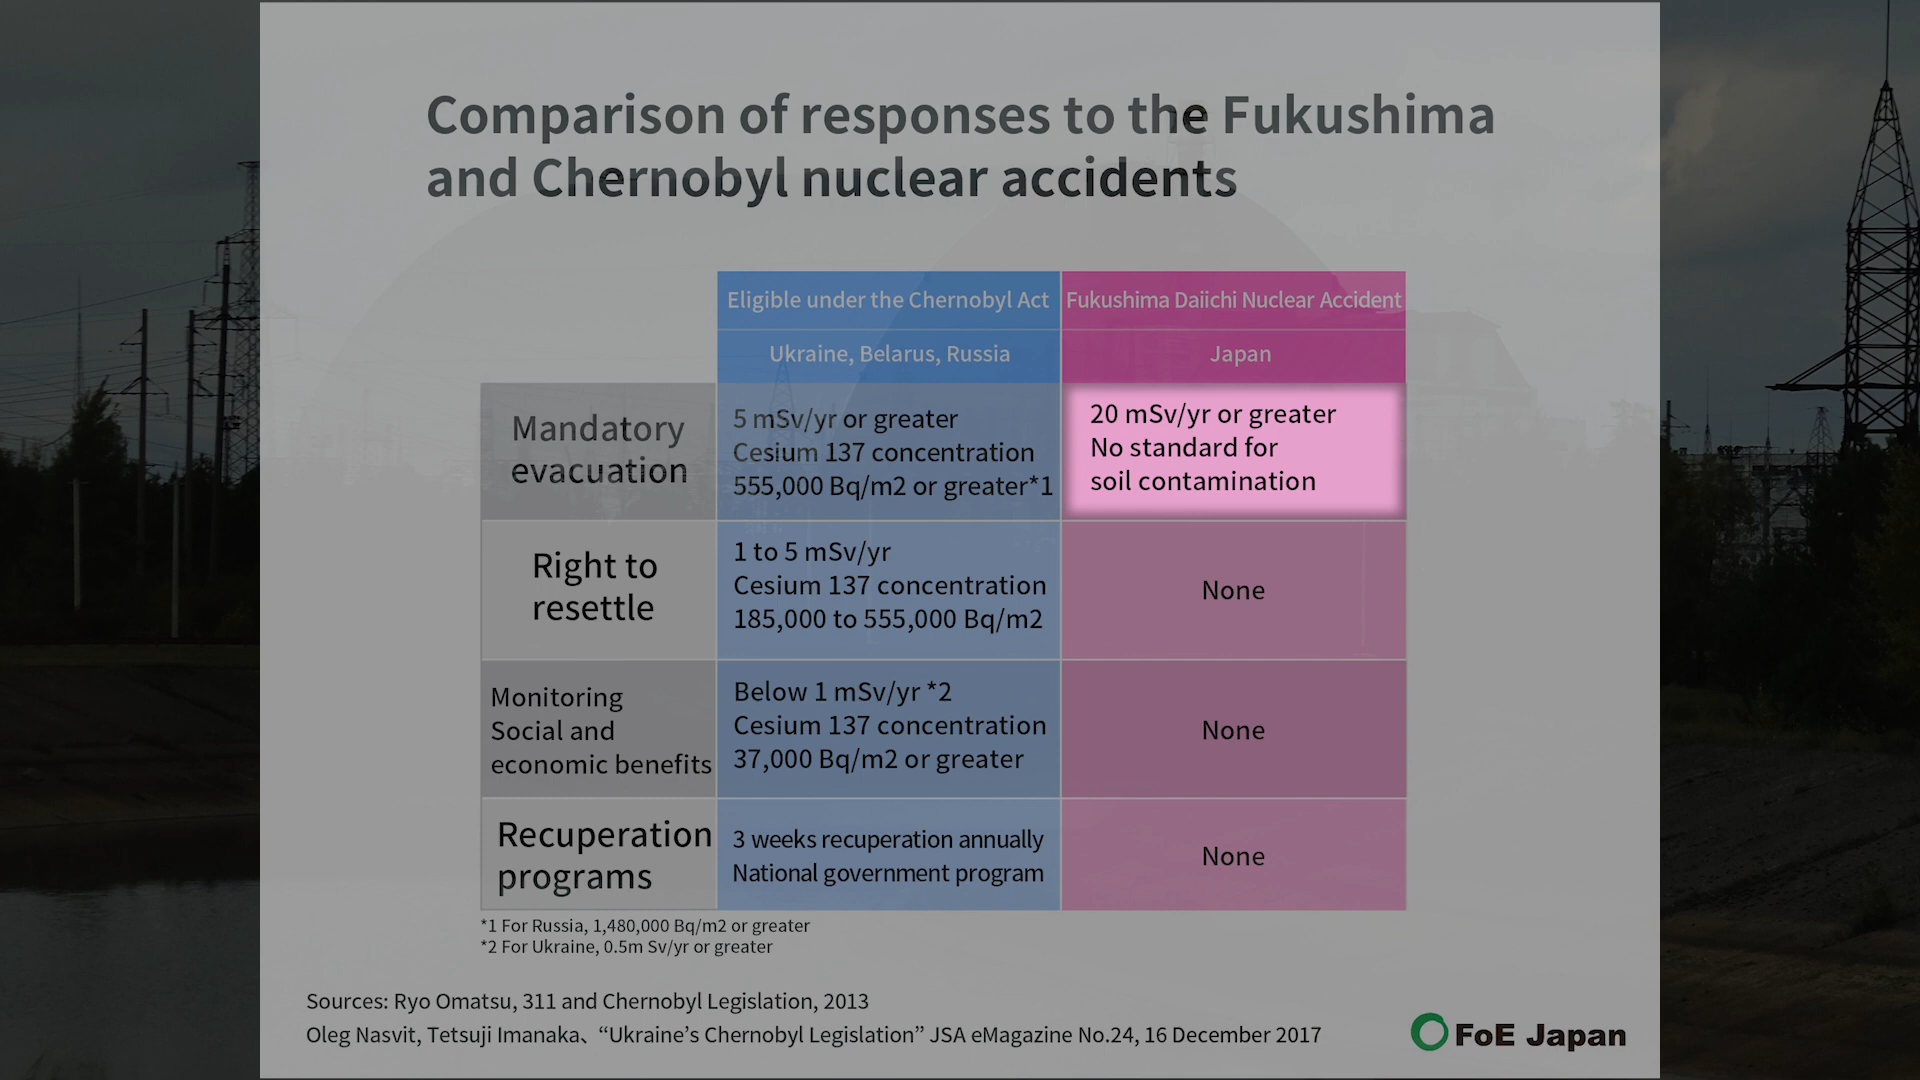 Comparison of responses to the Fukushima
and Chernobyl nuclear accidents
Eligible under the Chernobyl Act
Fukushima Daiichi Nuclear Accident
Ukraine, Belarus, Russia
Japan
Mandatory
evacuation
5 mSv/yr or greater
Cesium 137 concentration
555,000 Bq/m2 or greater*1
20 mSv/yr or greater
No standard for
soil contamination
Right to
resettle
1 to 5 mSv/yr
Cesium 137 concentration
185,000 to 555,000 Bq/m2
None
Monitoring
Social and
economic benefits
Below 1 mSv/yr *2
Cesium 137 concentration
37,000 Bq/m2 or greater
None
Recuperation
programs
3 weeks recuperation annually
National government program
None
*1 For Russia, 1,480,000 Bq/m2 or greater
*2 For Ukraine, 0.5m Sv/yr or greater
Sources: Ryo Omatsu, 311 and Chernobyl Legislation, 2013
Oleg Nasvit, Tetsuji Imanaka、“Ukraine’s Chernobyl Legislation” JSA eMagazine No.24, 16 December 2017
FoE Japan